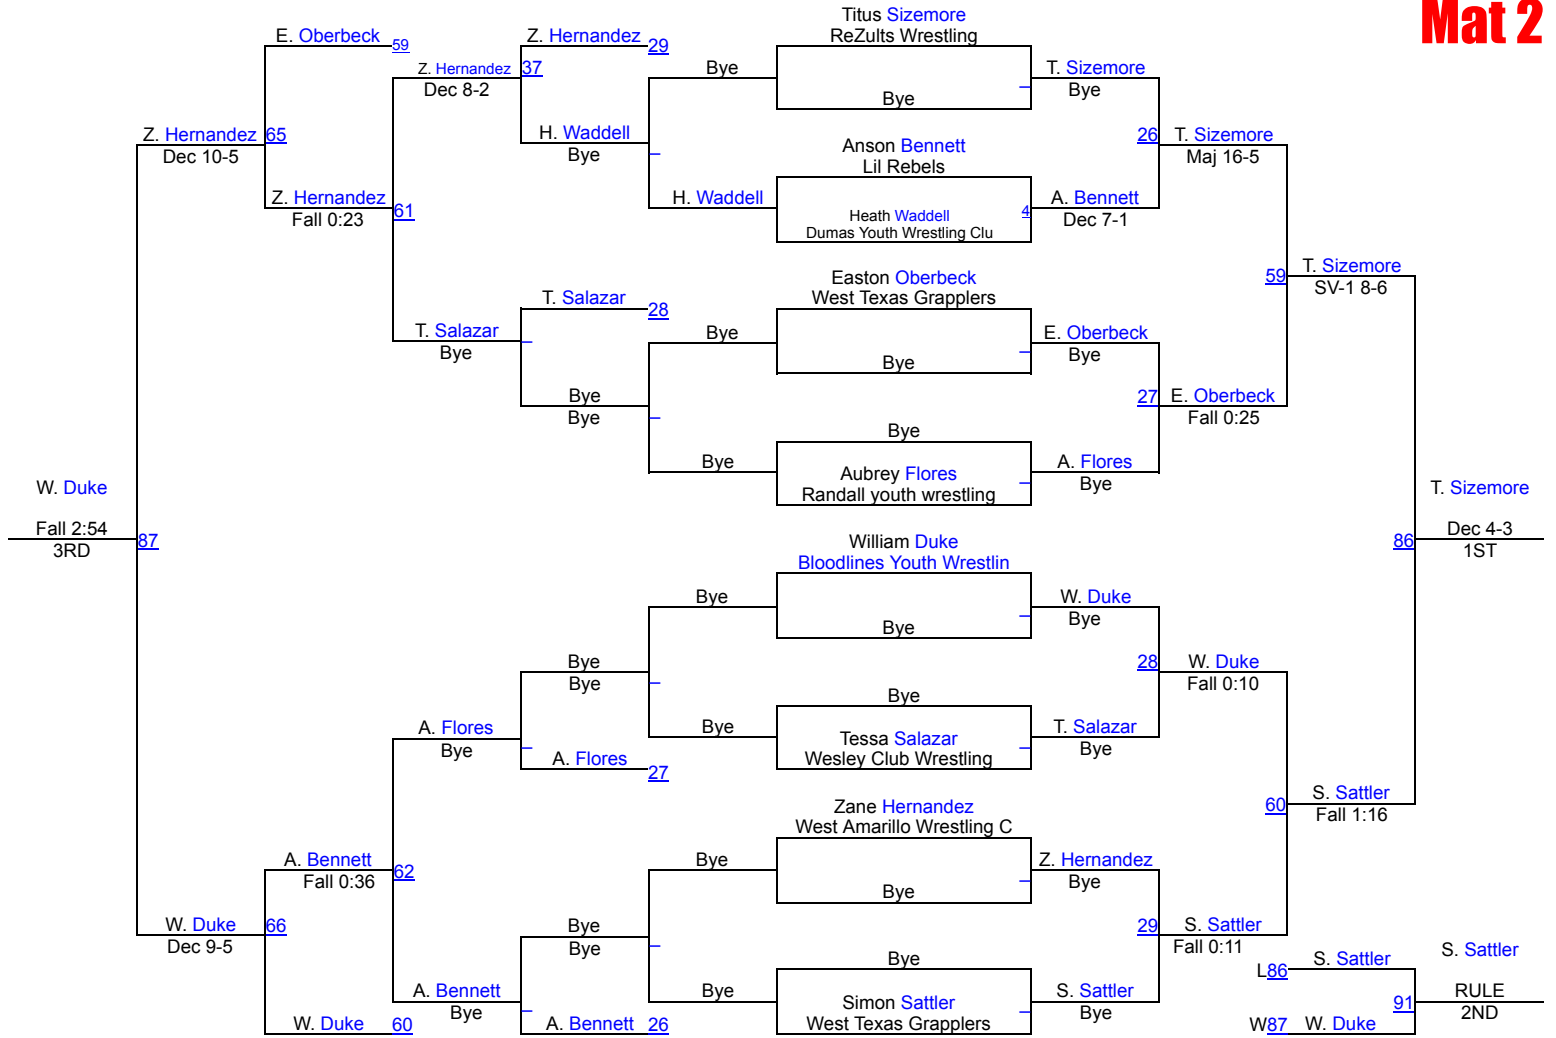 Mat 2
Titus Sizemore
ReZults Wrestling
E. Oberbeck 59
Z. Hernandez 29
Z. Hernandez 37
Dec 8-2
Bye
T. Sizemore
Bye
Bye
Z. Hernandez 65
Dec 10-5
H. Waddell
Bye
Anson Bennett
Lil Rebels
26 T. Sizemore
Maj 16-5
Z. Hernandez 61
Fall 0:23
H. Waddell
Heath Waddell 4
Dumas Youth Wrestling Clu
A. Bennett
Dec 7-1
Easton Oberbeck
West Texas Grapplers
59 T. Sizemore
SV-1 8-6
T. Salazar 28
T. Salazar
Bye
Bye
E. Oberbeck
Bye
Bye
Bye
Bye
27 E. Oberbeck
Fall 0:25
Bye
Bye
Aubrey Flores
Randall youth wrestling
A. Flores
Bye
W. Duke
Fall 2:54 87
3RD
T. Sizemore
86 Dec 4-3
1ST
William Duke
Bloodlines Youth Wrestlin
Bye
W. Duke
Bye
Bye
Bye
Bye
28 W. Duke
Fall 0:10
Bye
A. Flores
Bye
A. Flores 27
Bye
Tessa Salazar
Wesley Club Wrestling
T. Salazar
Bye
Zane Hernandez
West Amarillo Wrestling C
60 S. Sattler
Fall 1:16
A. Bennett 62
Fall 0:36
Bye
Z. Hernandez
Bye
Bye
W. Duke 66
Dec 9-5
Bye
Bye
29 S. Sattler
Fall 0:11
Bye
A. Bennett
Bye
Bye
Simon Sattler
West Texas Grapplers
S. Sattler
Bye
W. Duke 60
A. Bennett 26
L86 S. Sattler
S. Sattler
91 RULE
2ND
W87 W. Duke